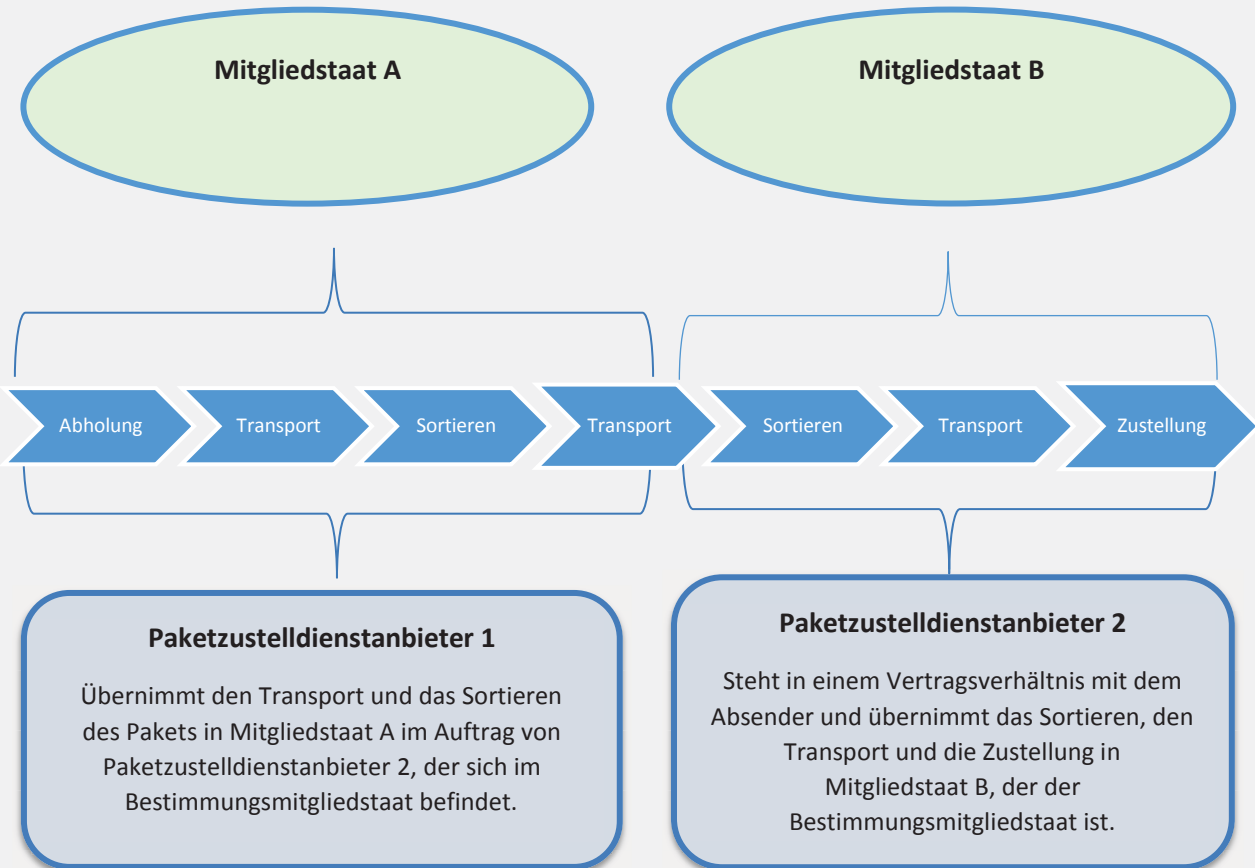 Mitgliedstaat A
Mitgliedstaat B
Abholung
Transport
Sortieren
Transport
Sortieren
Transport
Zustellung
Paketzustelldienstanbieter 1
Übernimmt den Transport und das Sortieren
des Pakets in Mitgliedstaat A im Auftrag von
Paketzustelldienstanbieter 2, der sich im
Bestimmungsmitgliedstaat befindet.
Paketzustelldienstanbieter 2
Steht in einem Vertragsverhältnis mit dem
Absender und übernimmt das Sortieren, den
Transport und die Zustellung in
Mitgliedstaat B, der der
Bestimmungsmitgliedstaat ist.